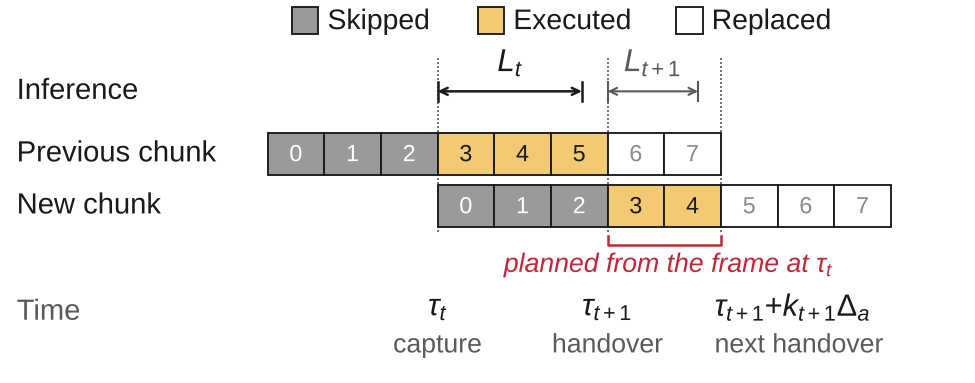 Skipped Executed Replaced
Inference L_t L_{t+1}
Previous chunk 0 1 2 3 4 5 6 7
New chunk 0 1 2 3 4 5 6 7
planned from the frame at τ_t
Time τ_t τ_{t+1} τ_{t+1}+k_{t+1}Δ_a
capture handover next handover